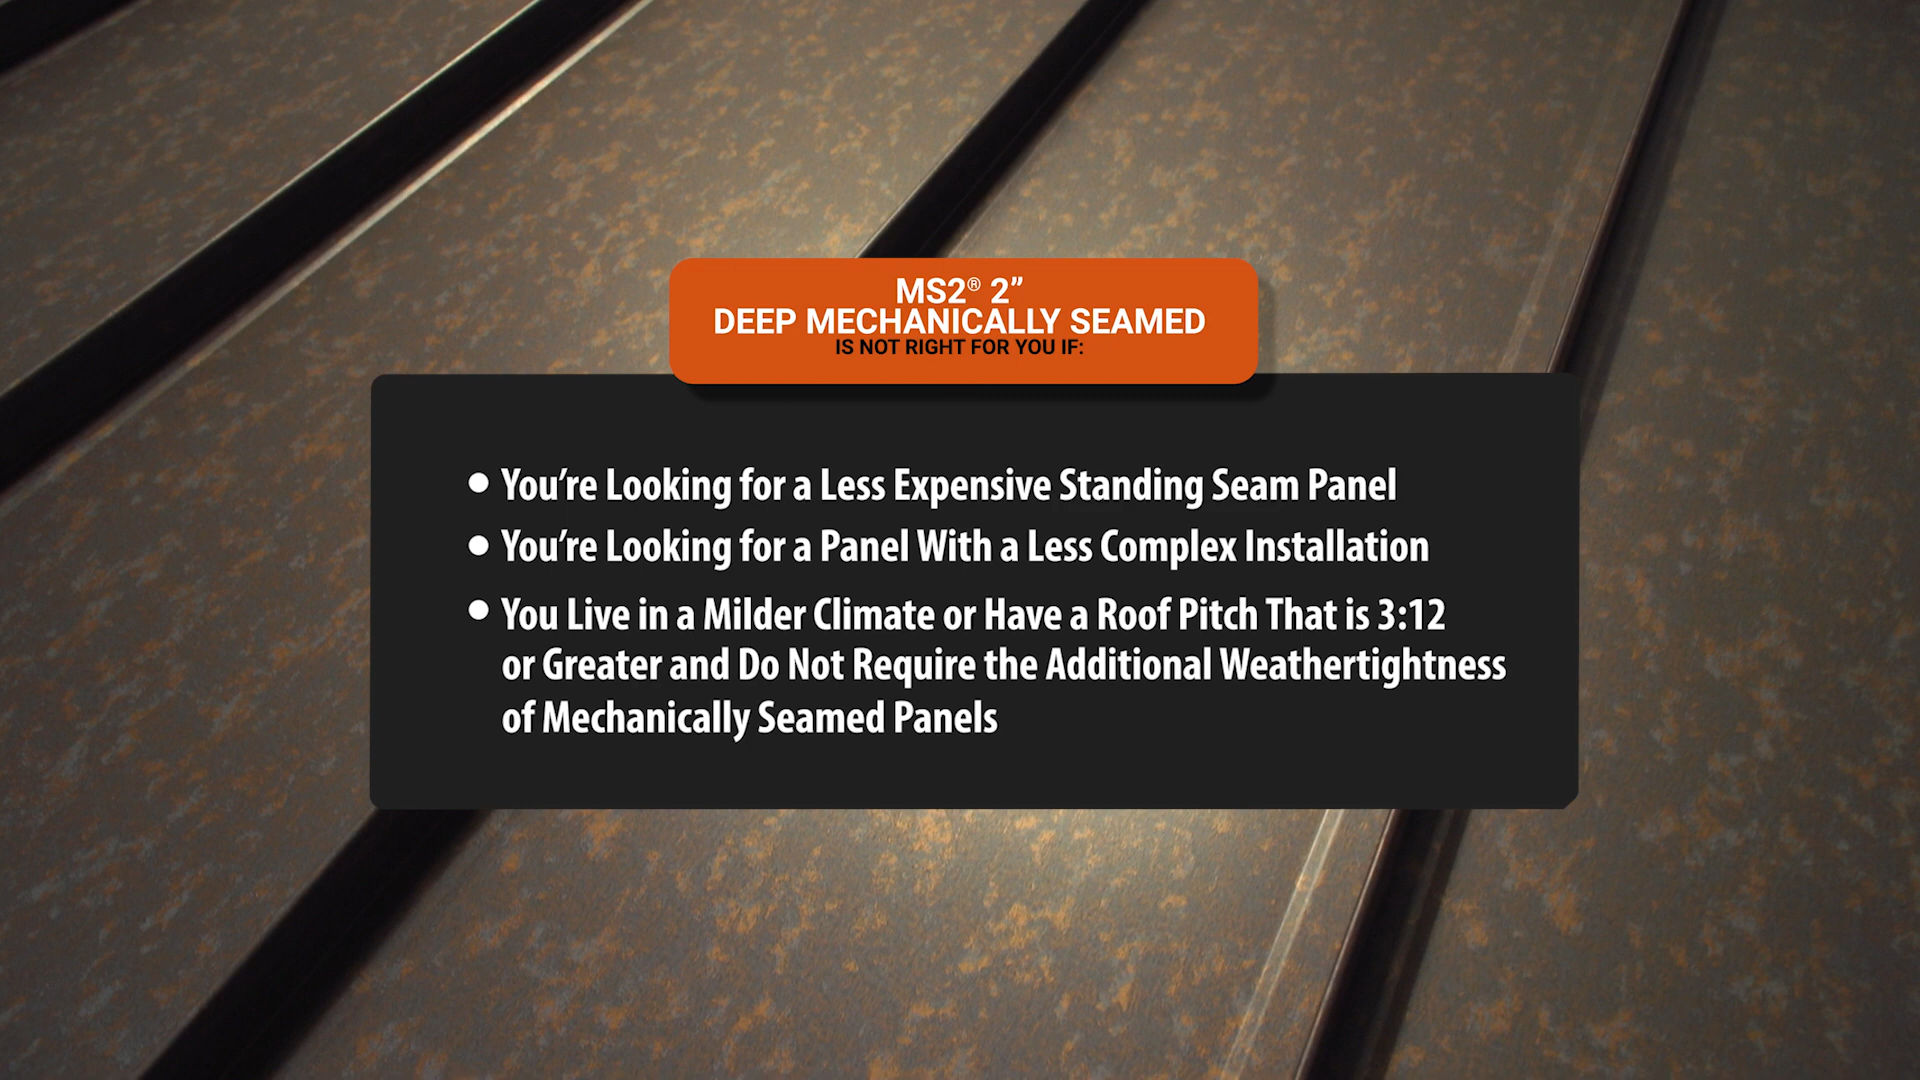 MS2® 2”
DEEP MECHANICALLY SEAMED
IS NOT RIGHT FOR YOU IF:
● You’re Looking for a Less Expensive Standing Seam Panel
● You’re Looking for a Panel With a Less Complex Installation
● You Live in a Milder Climate or Have a Roof Pitch That is 3:12
or Greater and Do Not Require the Additional Weathertightness
of Mechanically Seamed Panels